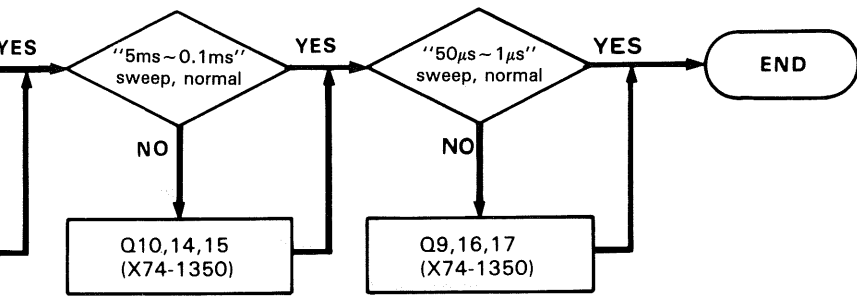 YES
"5ms~0.1ms"
sweep, normal
YES
"50μs~1μs"
sweep, normal
YES
END
NO
NO
Q10,14,15
(X74-1350)
Q9,16,17
(X74-1350)